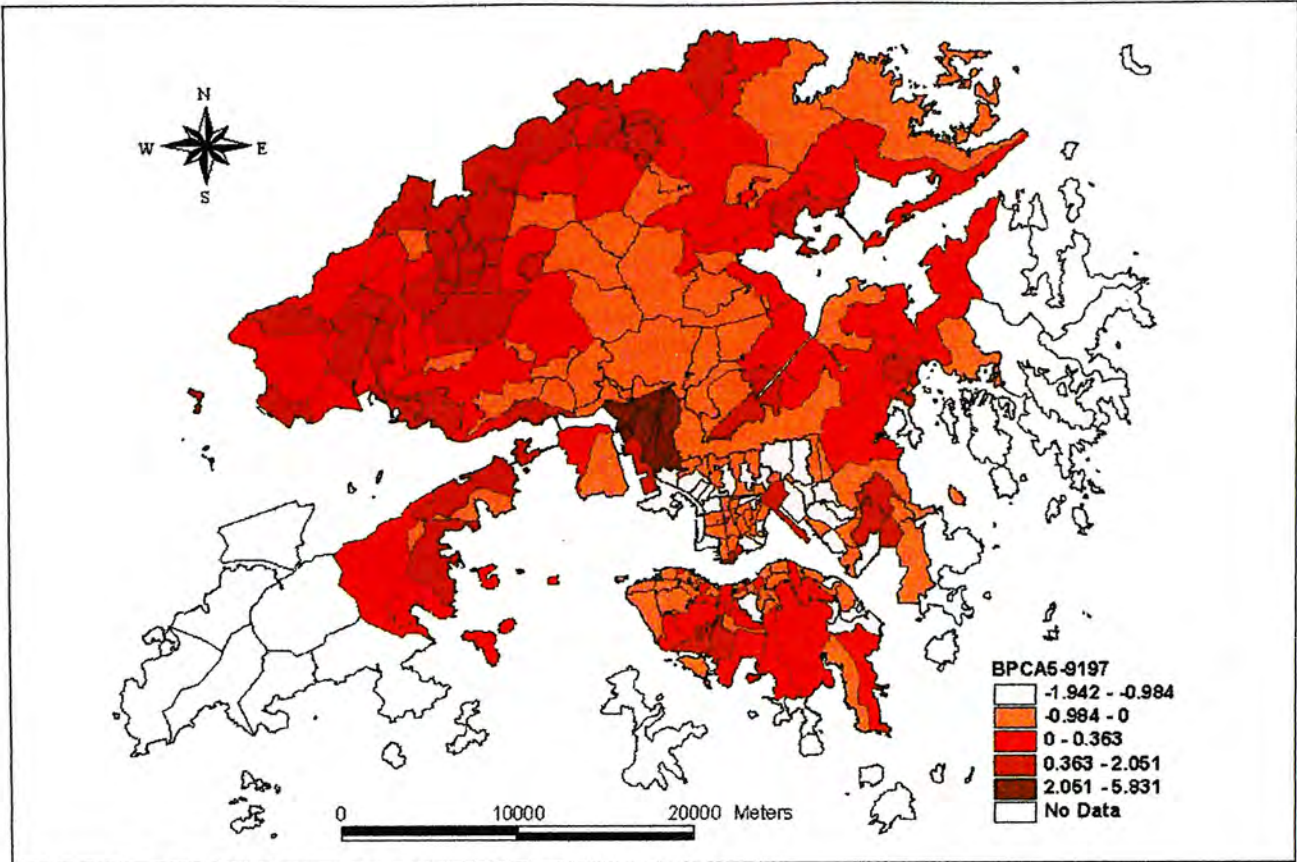 N
W E
S
BPCA5-9197
-1.942 - -0.984
-0.984 - 0
0 - 0.363
0.363 - 2.051
2.051 - 5.831
No Data
0 10000 20000 Meters